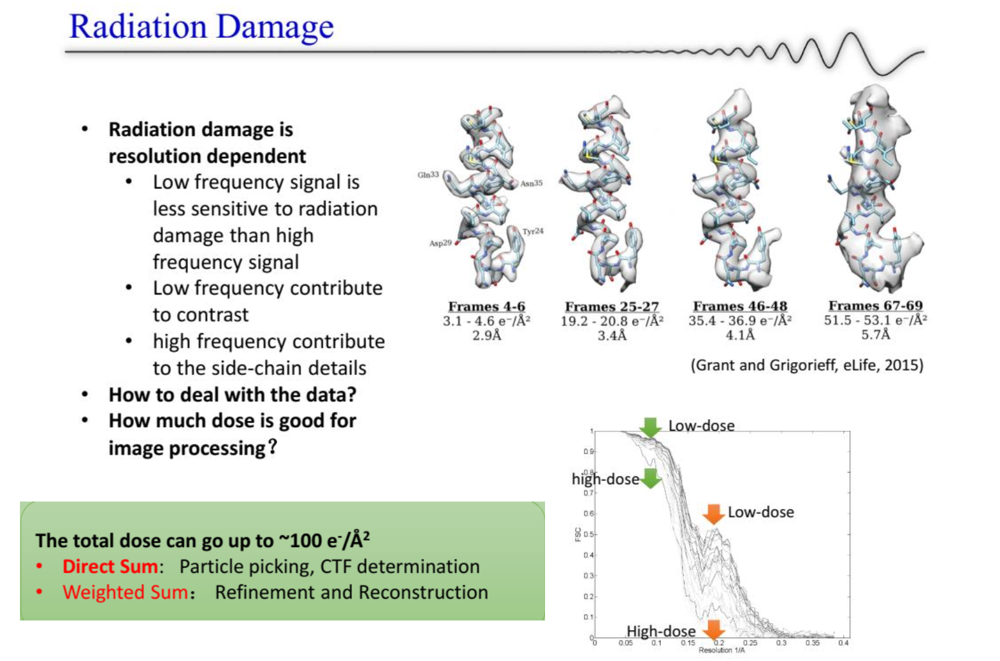 Radiation Damage
• Radiation damage is
resolution dependent
• Low frequency signal is
less sensitive to radiation
damage than high
frequency signal
• Low frequency contribute
to contrast
• high frequency contribute
to the side-chain details
• How to deal with the data?
• How much dose is good for
image processing？
Gln33
Asn35
Tyr24
Asp29
Frames 4-6
3.1 - 4.6 e⁻/Å²
2.9Å
Frames 25-27
19.2 - 20.8 e⁻/Å²
3.4Å
Frames 46-48
35.4 - 36.9 e⁻/Å²
4.1Å
Frames 67-69
51.5 - 53.1 e⁻/Å²
5.7Å
(Grant and Grigorieff, eLife, 2015)
The total dose can go up to ~100 e⁻/Å²
• Direct Sum: Particle picking, CTF determination
• Weighted Sum： Refinement and Reconstruction
Low-dose
high-dose
Low-dose
High-dose
1
0.9
0.8
0.7
0.6
0.5
0.4
0.3
0.2
0.1
0
FSC
0 0.05 0.1 0.15 0.2 0.25 0.3 0.35 0.4
Resolution 1/A